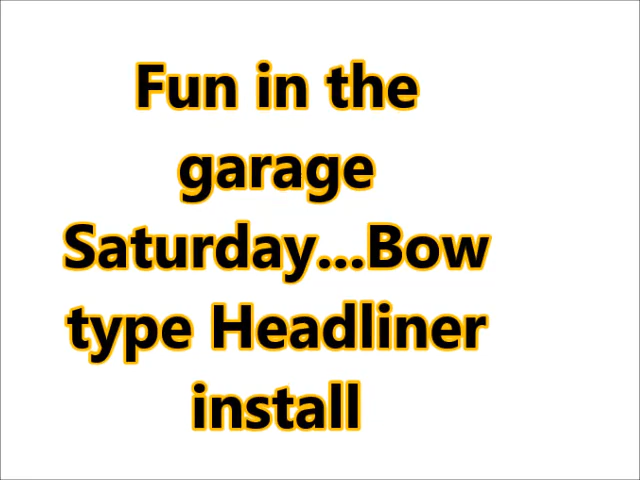 Fun in the
garage
Saturday...Bow
type Headliner
install